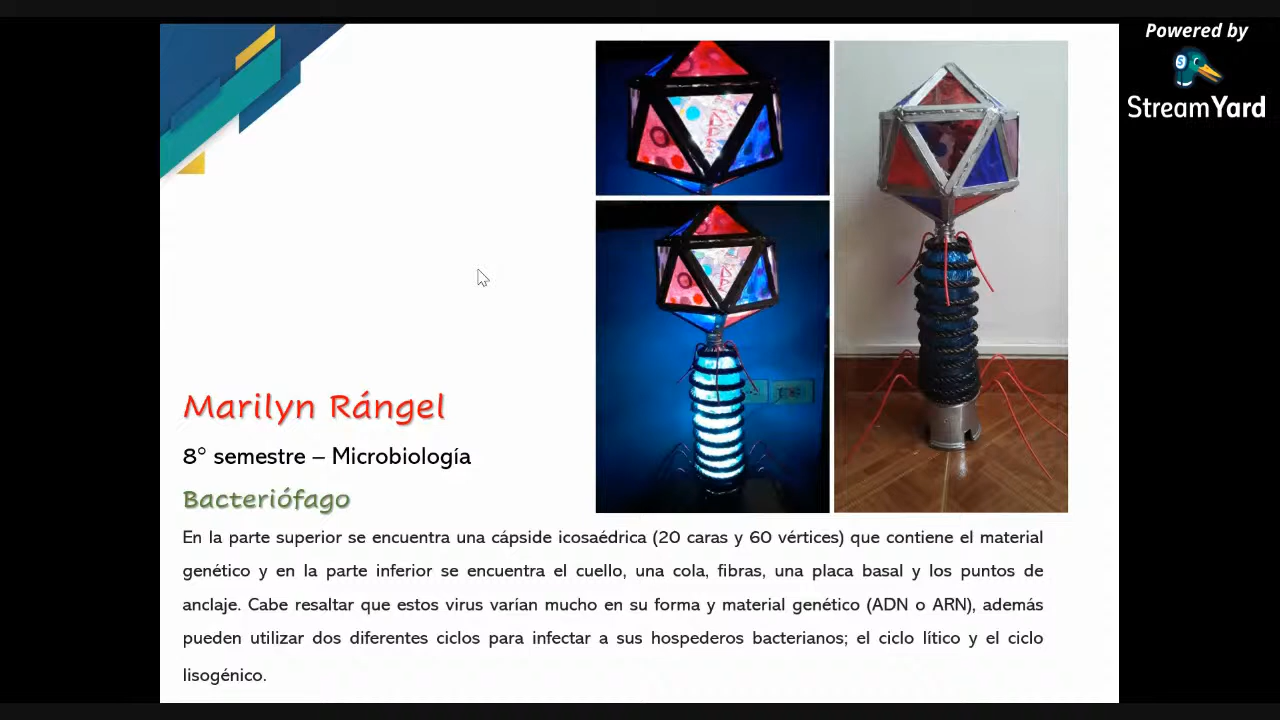 Powered by
StreamYard
Marilyn Rángel
8° semestre – Microbiología
Bacteriófago
En la parte superior se encuentra una cápside icosaédrica (20 caras y 60 vértices) que contiene el material
genético y en la parte inferior se encuentra el cuello, una cola, fibras, una placa basal y los puntos de
anclaje. Cabe resaltar que estos virus varían mucho en su forma y material genético (ADN o ARN), además
pueden utilizar dos diferentes ciclos para infectar a sus hospederos bacterianos; el ciclo lítico y el ciclo
lisogénico.